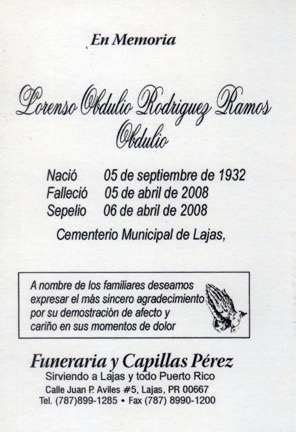 En Memoria
Lorenso Obdulio Rodriguez Ramos
Obdulio
Nació 05 de septiembre de 1932
Falleció 05 de abril de 2008
Sepelio 06 de abril de 2008
Cementerio Municipal de Lajas,
A nombre de los familiares deseamos
expresar el más sincero agradecimiento
por su demostración de afecto y
cariño en sus momentos de dolor
Funeraria y Capillas Pérez
Sirviendo a Lajas y todo Puerto Rico
Calle Juan P. Aviles #5, Lajas, PR 00667
Tel. (787)899-1285 • Fax (787) 8990-1200